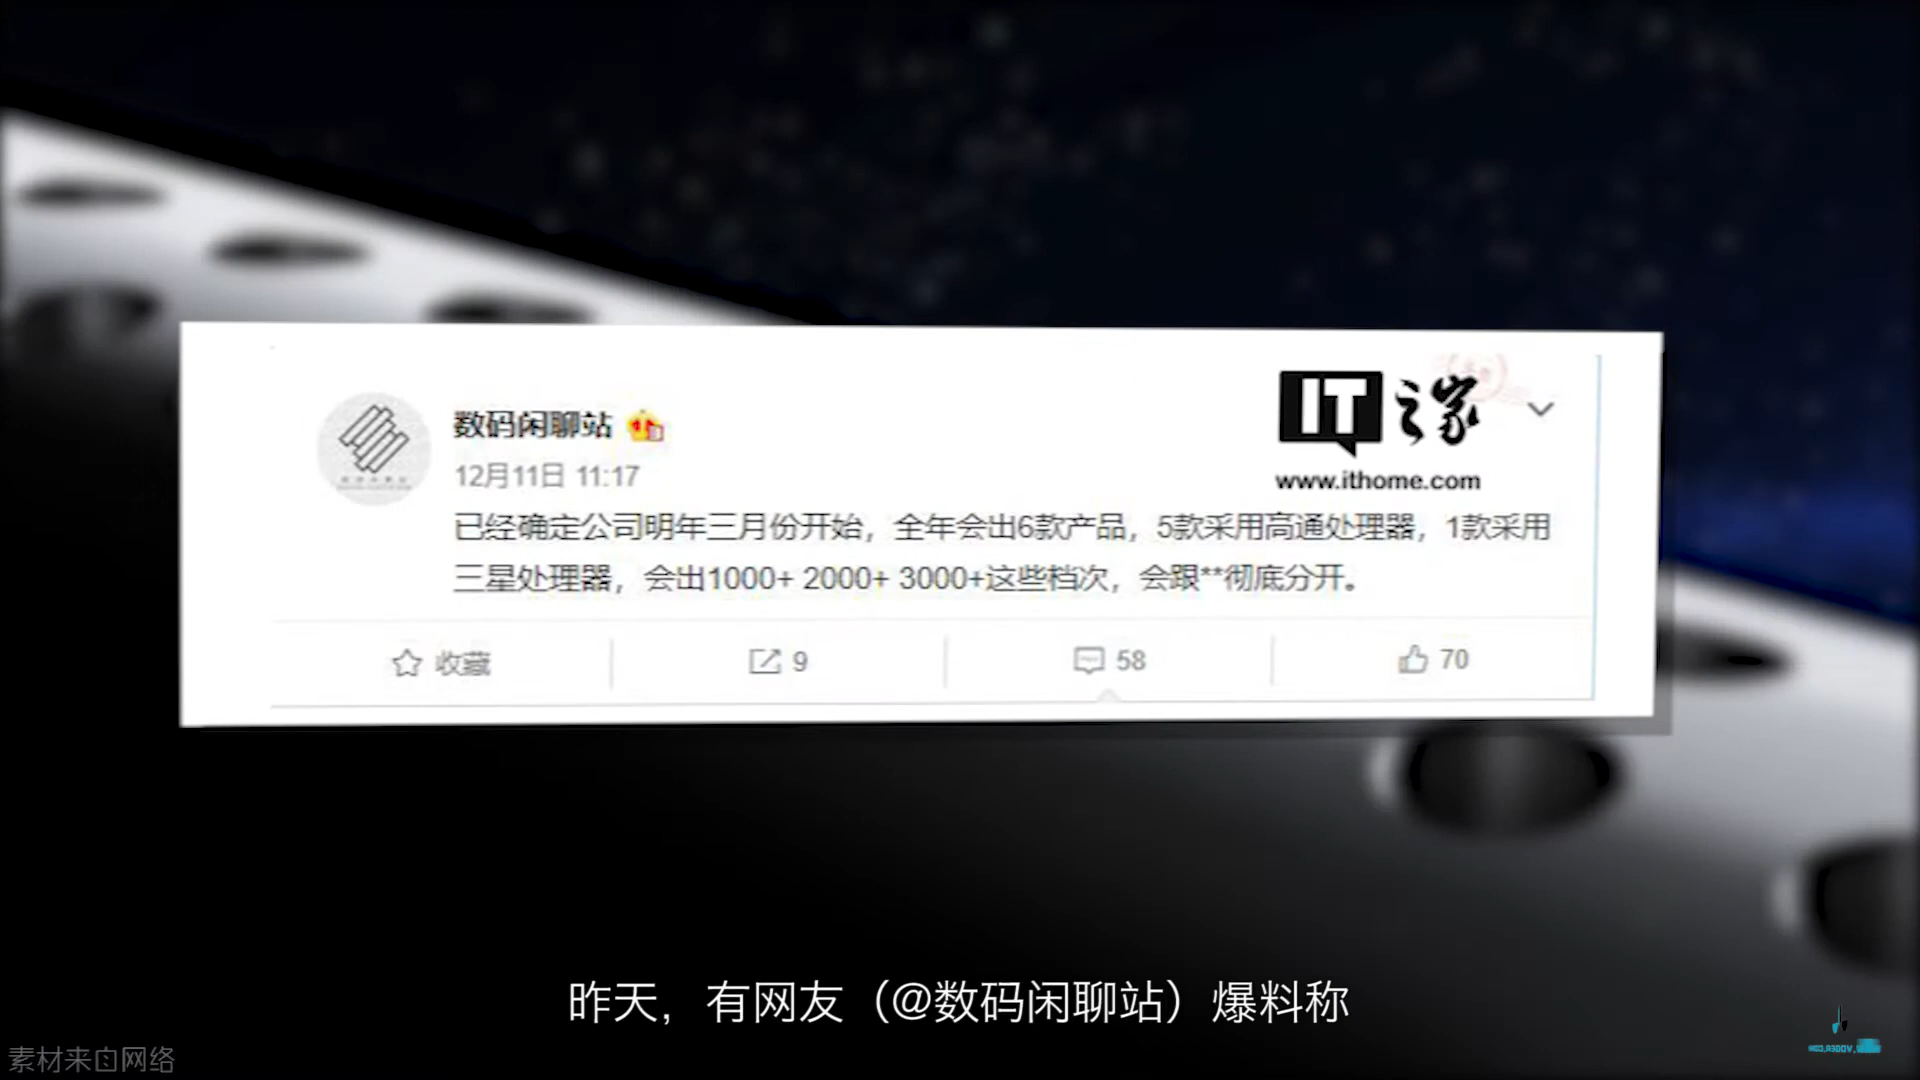 数码闲聊站
12月11日 11:17
IT之家
www.ithome.com
已经确定公司明年三月份开始，全年会出6款产品，5款采用高通处理器，1款采用
三星处理器，会出1000+ 2000+ 3000+这些档次，会跟**彻底分开。
收藏
9
58
70
昨天，有网友（@数码闲聊站）爆料称
素材来自网络